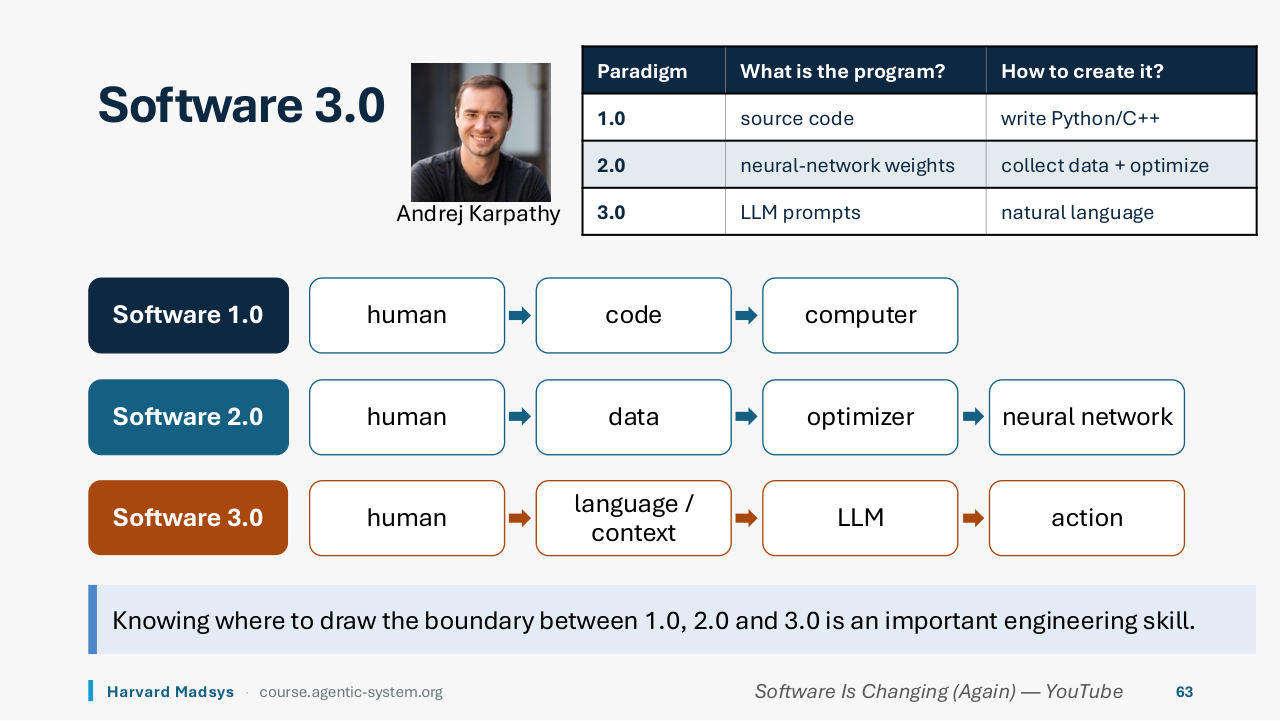 Software 3.0
Andrej Karpathy
Paradigm What is the program? How to create it?
1.0 source code write Python/C++
2.0 neural-network weights collect data + optimize
3.0 LLM prompts natural language
Software 1.0 human code computer
Software 2.0 human data optimizer neural network
Software 3.0 human language / context LLM action
Knowing where to draw the boundary between 1.0, 2.0 and 3.0 is an important engineering skill.
Harvard Madsys · course.agentic-system.org Software Is Changing (Again) — YouTube 63